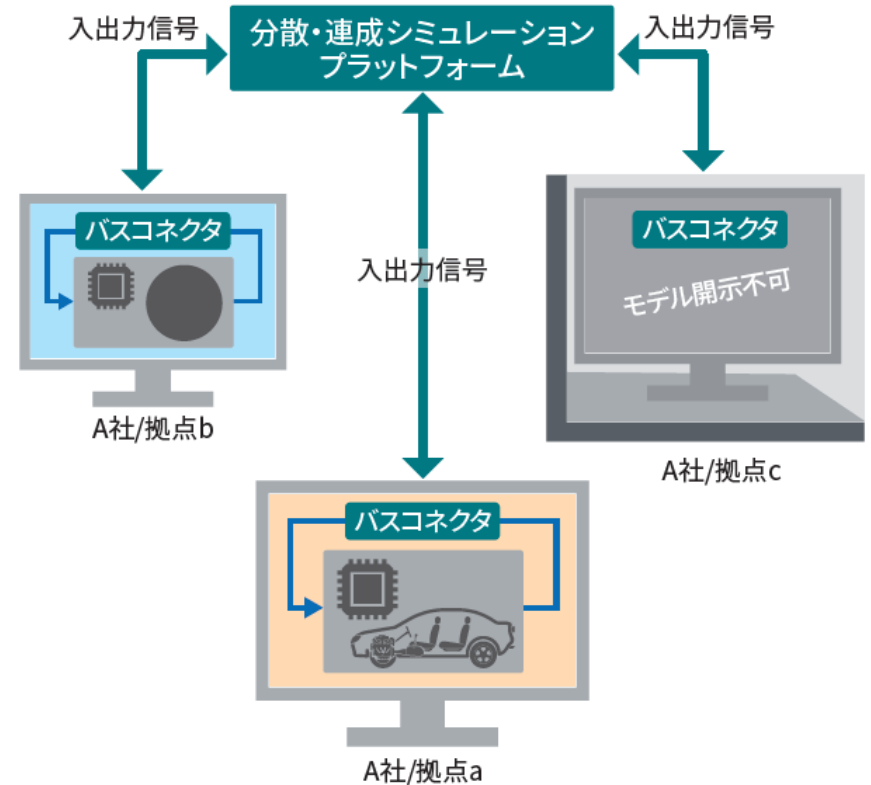 入出力信号
分散・連成シミュレーション
プラットフォーム
入出力信号
バスコネクタ
A社/拠点b
入出力信号
バスコネクタ
モデル開示不可
A社/拠点c
バスコネクタ
A社/拠点a